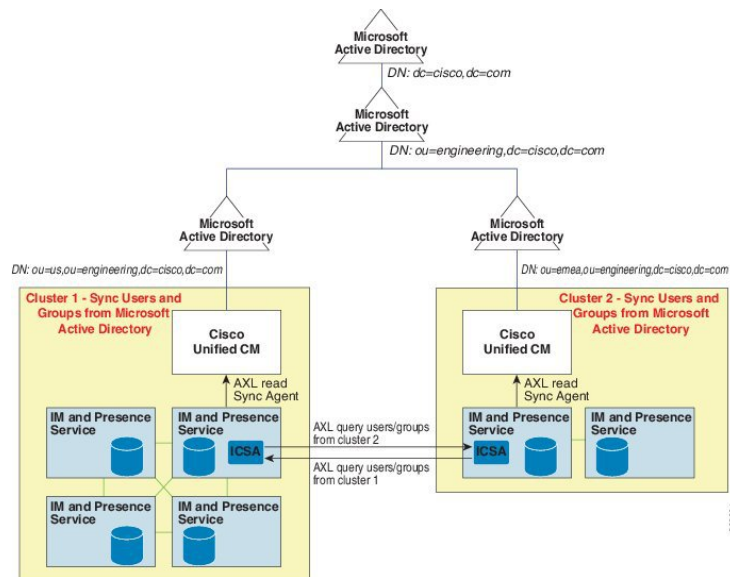 Microsoft
Active Directory
DN: dc=cisco,dc=com
Microsoft
Active Directory
DN: ou=engineering,dc=cisco,dc=com
Microsoft
Active Directory
DN: ou=us,ou=engineering,dc=cisco,dc=com
Microsoft
Active Directory
DN: ou=emea,ou=engineering,dc=cisco,dc=com
Cluster 1 - Sync Users and
Groups from Microsoft
Active Directory
Cisco
Unified CM
AXL read
Sync Agent
IM and Presence
Service
IM and Presence
Service
ICSA
IM and Presence
Service
IM and Presence
Service
AXL query users/groups
from cluster 2
AXL query users/groups
from cluster 1
Cluster 2 - Sync Users and
Groups from Microsoft
Active Directory
Cisco
Unified CM
AXL read
Sync Agent
IM and Presence
Service
ICSA
IM and Presence
Service